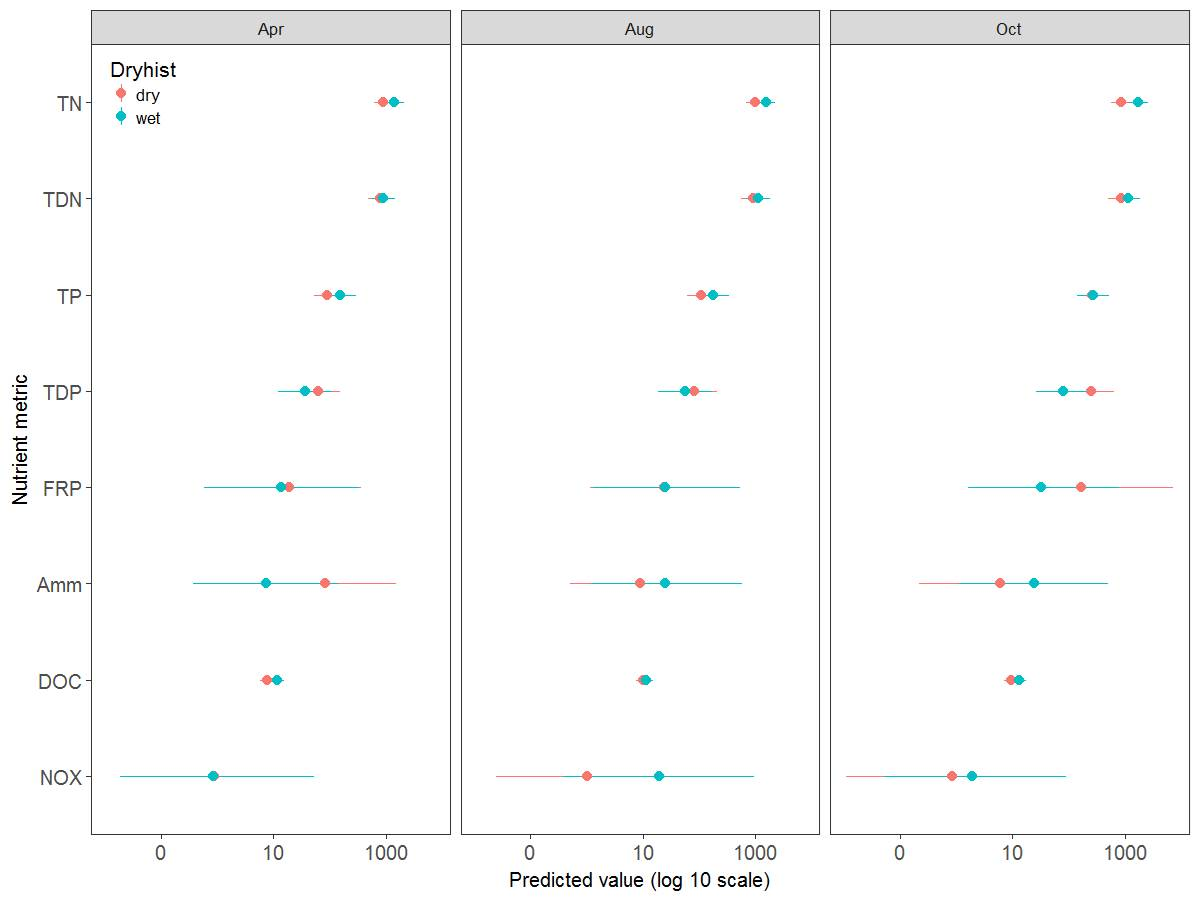 Apr
Aug
Oct
Dryhist
dry
wet
TN
TDN
TP
TDP
FRP
Amm
DOC
NOX
Nutrient metric
0 10 1000
0 10 1000
0 10 1000
Predicted value (log 10 scale)